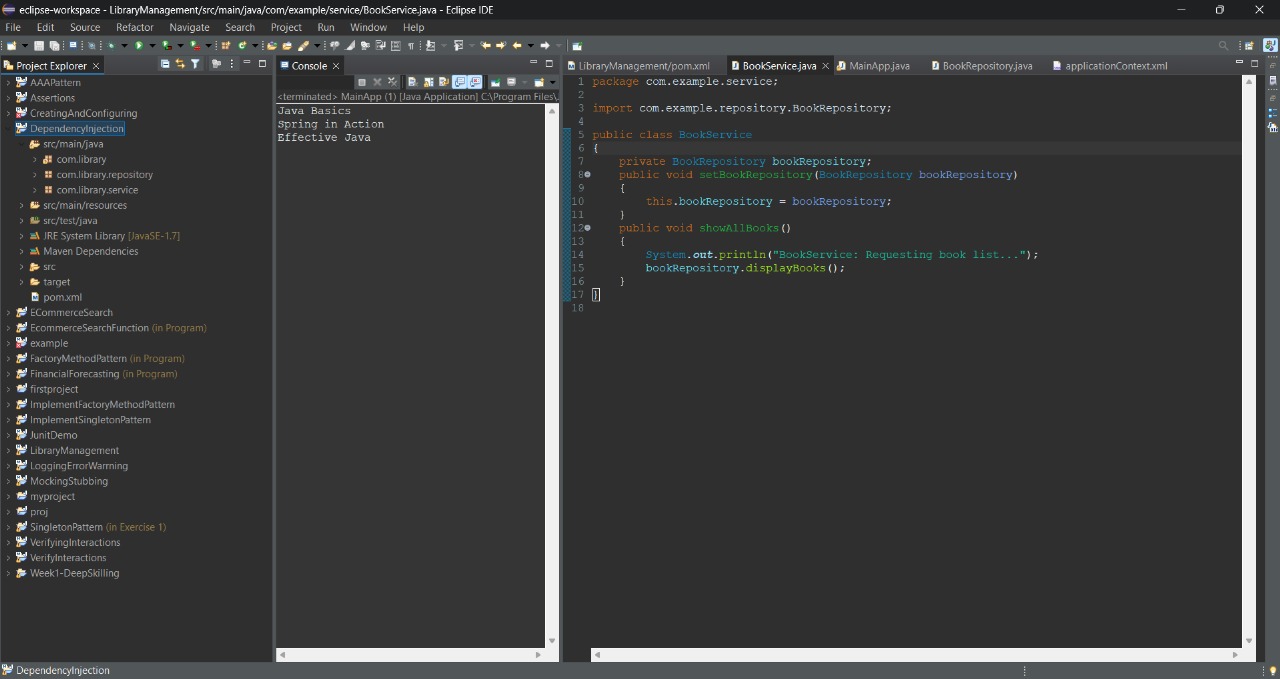 eclipse-workspace - LibraryManagement/src/main/java/com/example/service/BookService.java - Eclipse IDE
File Edit Source Refactor Navigate Search Project Run Window Help
Project Explorer
AAAPattern
Assertions
CreatingAndConfiguring
DependencyInjection
src/main/java
com.library
com.library.repository
com.library.service
src/main/resources
src/test/java
JRE System Library [JavaSE-1.7]
Maven Dependencies
src
target
pom.xml
ECommerceSearch
EcommerceSearchFunction (in Program)
example
FactoryMethodPattern (in Program)
FinancialForecasting (in Program)
firstproject
ImplementFactoryMethodPattern
ImplementSingletonPattern
JunitDemo
LibraryManagement
LoggingErrorWarrning
MockingStubbing
myproject
proj
SingletonPattern (in Exercise 1)
VerifyingInteractions
VerifyInteractions
Week1-DeepSkilling
Console
<terminated> MainApp (1) [Java Application] C:\Program Files\
Java Basics
Spring in Action
Effective Java
LibraryManagement/pom.xml BookService.java MainApp.java BookRepository.java applicationContext.xml
1 package com.example.service;
2
3 import com.example.repository.BookRepository;
4
5 public class BookService
6 {
7 private BookRepository bookRepository;
8 public void setBookRepository(BookRepository bookRepository)
9 {
10 this.bookRepository = bookRepository;
11 }
12 public void showAllBooks()
13 {
14 System.out.println("BookService: Requesting book list...");
15 bookRepository.displayBooks();
16 }
17 }
18
DependencyInjection